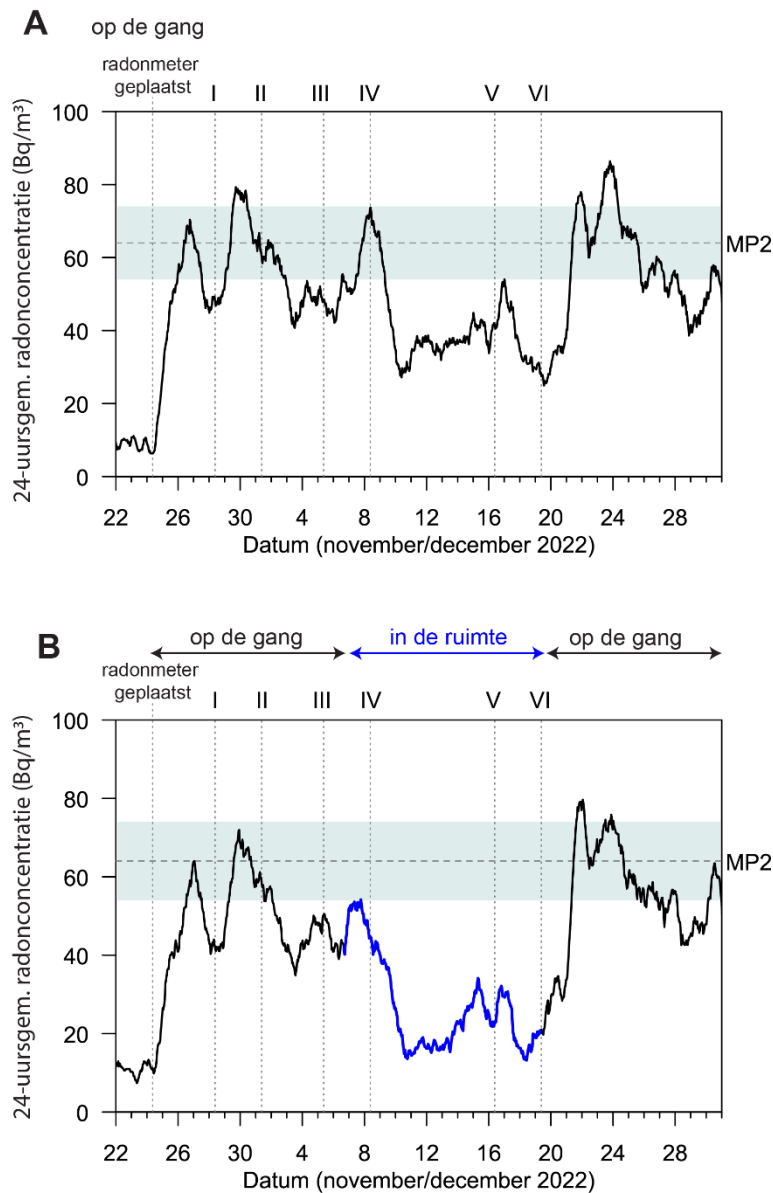 A op de gang
radonmeter
geplaatst
I II III IV V VI
100
80
60
40
20
0
24-uursgem. radonconcentratie (Bq/m³)
MP2
22 26 30 4 8 12 16 20 24 28
Datum (november/december 2022)
B op de gang in de ruimte op de gang
radonmeter
geplaatst
I II III IV V VI
100
80
60
40
20
0
24-uursgem. radonconcentratie (Bq/m³)
MP2
22 26 30 4 8 12 16 20 24 28
Datum (november/december 2022)